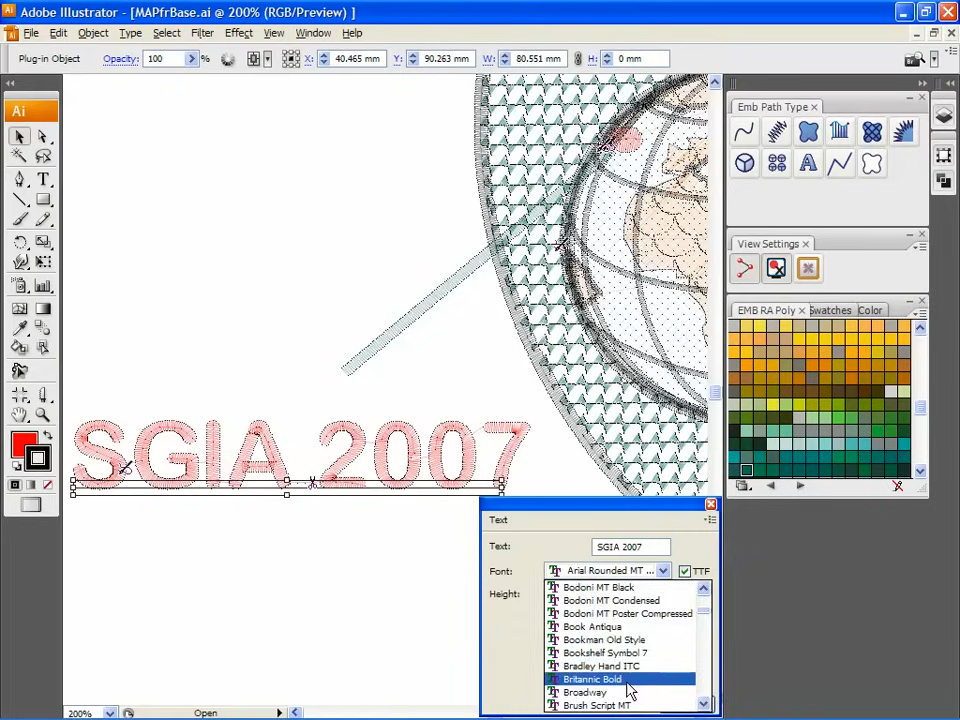 Adobe Illustrator - [MAPfrBase.ai @ 200% (RGB/Preview) ]
Ai File Edit Object Type Select Filter Effect View Window Help
Plug-in Object Opacity: 100 % X: 40.465 mm Y: 90.263 mm W: 80.551 mm H: 0 mm
Ai
Emb Path Type
View Settings
EMB RA Poly Swatches Color
SGIA 2007
Text
Text: SGIA 2007
Font: Arial Rounded MT ... TTF
Height:
Bodoni MT Black
Bodoni MT Condensed
Bodoni MT Poster Compressed
Book Antiqua
Bookman Old Style
Bookshelf Symbol 7
Bradley Hand ITC
Britannic Bold
Broadway
Brush Script MT
200% Open